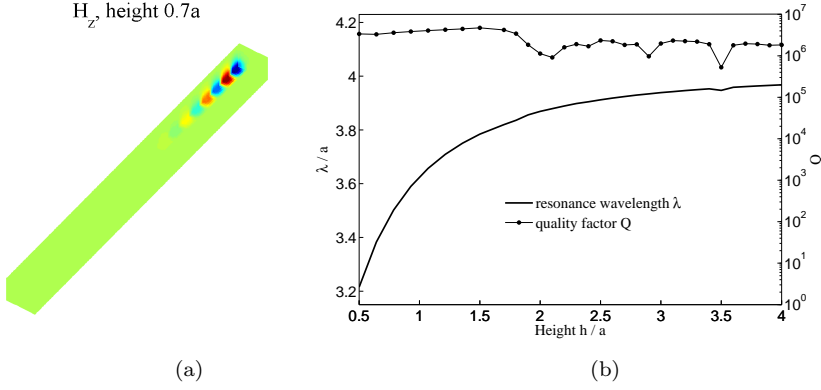 H_z, height 0.7a
4.2
4
3.8
3.6
3.4
3.2
λ / a
10^7
10^6
10^5
10^4
10^3
10^2
10^1
10^0
Q
resonance wavelength λ
quality factor Q
0.5 1 1.5 2 2.5 3 3.5 4
Height h / a
(a) (b)